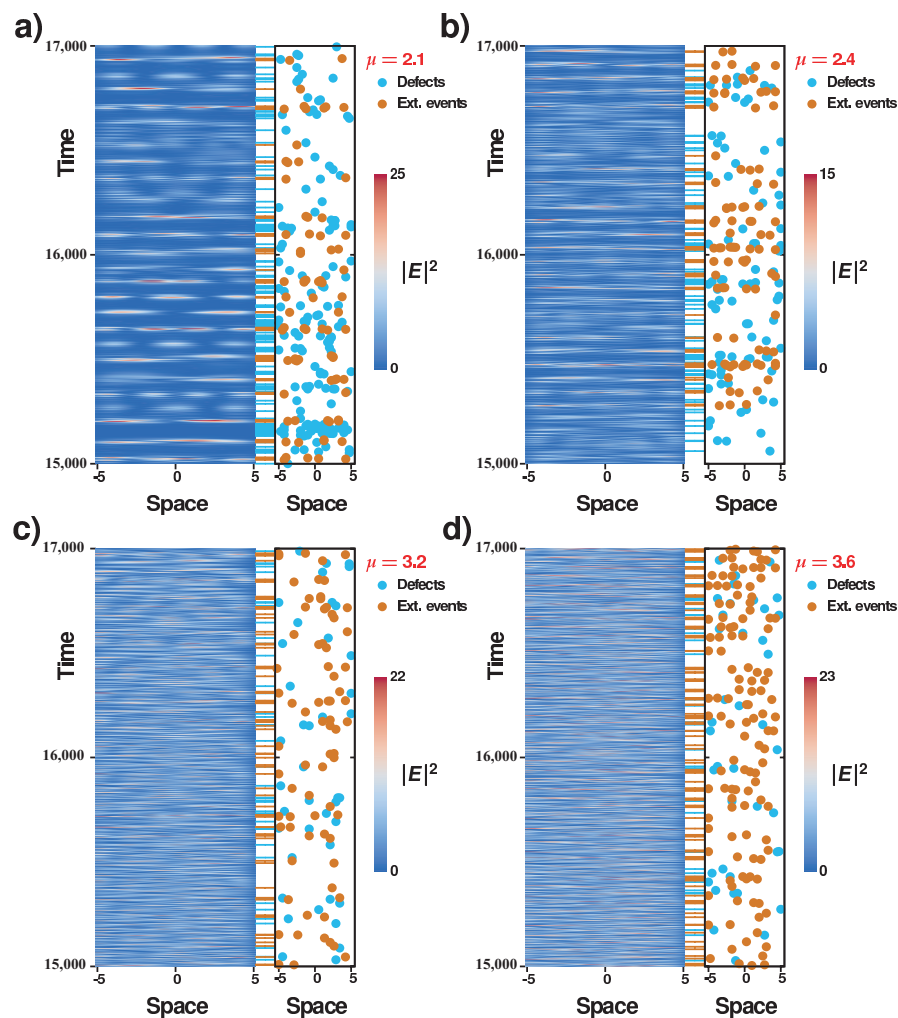 a)
17,000
16,000
15,000
Time
-5 0 5
-5 0 5
Space Space
μ = 2.1
Defects
Ext. events
25
|E|²
0
b)
17,000
16,000
15,000
Time
-5 0 5
-5 0 5
Space Space
μ = 2.4
Defects
Ext. events
15
|E|²
0
c)
17,000
16,000
15,000
Time
-5 0 5
-5 0 5
Space Space
μ = 3.2
Defects
Ext. events
22
|E|²
0
d)
17,000
16,000
15,000
Time
-5 0 5
-5 0 5
Space Space
μ = 3.6
Defects
Ext. events
23
|E|²
0